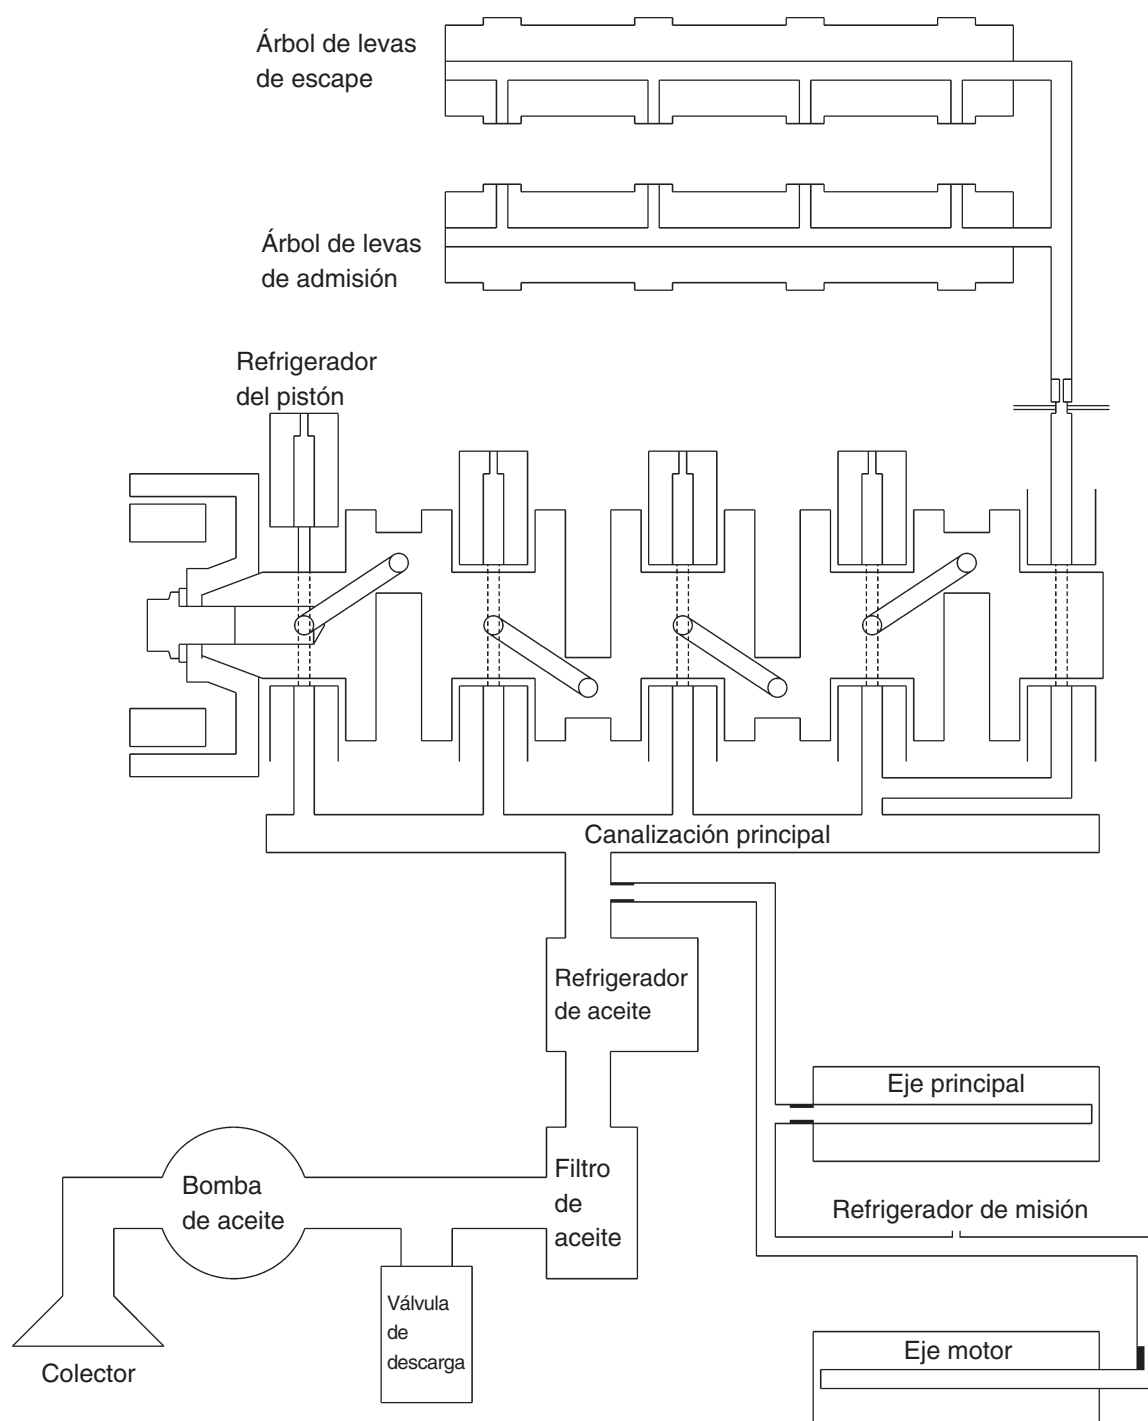 Árbol de levas
de escape
Árbol de levas
de admisión
Refrigerador
del pistón
Canalización principal
Refrigerador
de aceite
Eje principal
Filtro
de
aceite
Bomba
de aceite
Refrigerador de misión
Válvula
de
descarga
Eje motor
Colector